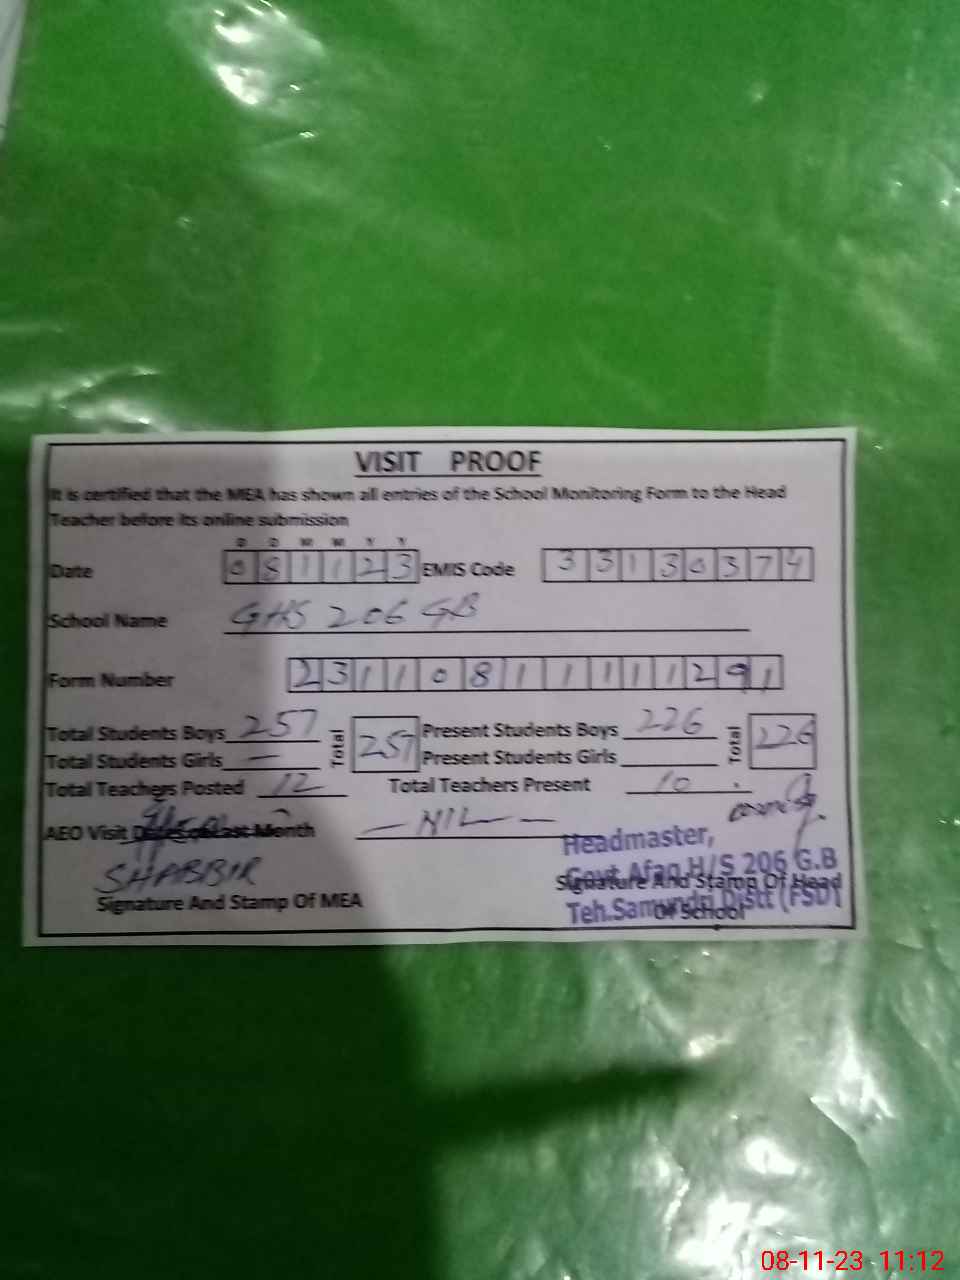 VISIT PROOF
It is certified that the MEA has shown all entries of the School Monitoring Form to the Head
Teacher before its online submission
D D M M Y Y
Date 0 8 1 1 2 3 EMIS Code 3 3 1 3 0 3 7 4
School Name GHS 206 GB
Form Number 2 3 1 1 0 8 1 1 1 1 1 2 9 1
Total Students Boys 257 Total 257 Present Students Boys 226 Total 226
Total Students Girls — Present Students Girls
Total Teachers Posted 12 Total Teachers Present 10
AEO Visit Dates of Last Month — NIL —
Headmaster,
SHABBIR Govt Afaq H/S 206 G.B
Signature And Stamp Of MEA Signature And Stamp Of Head
Of School
Teh.Samundri Distt (FSD)
08-11-23 11:12